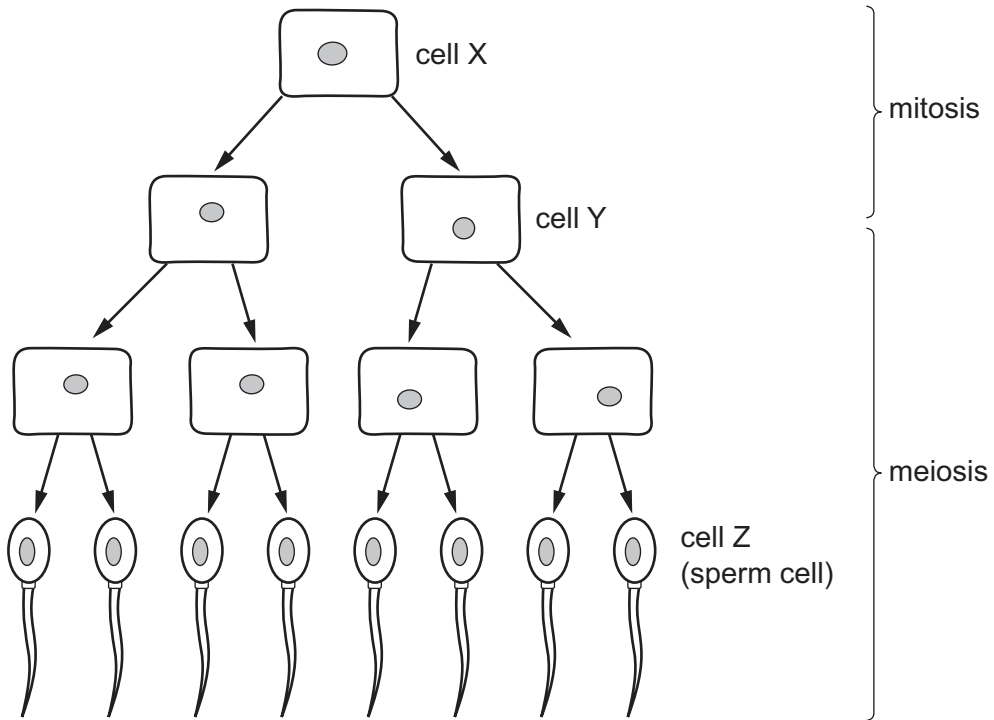 cell X
mitosis
cell Y
meiosis
cell Z
(sperm cell)